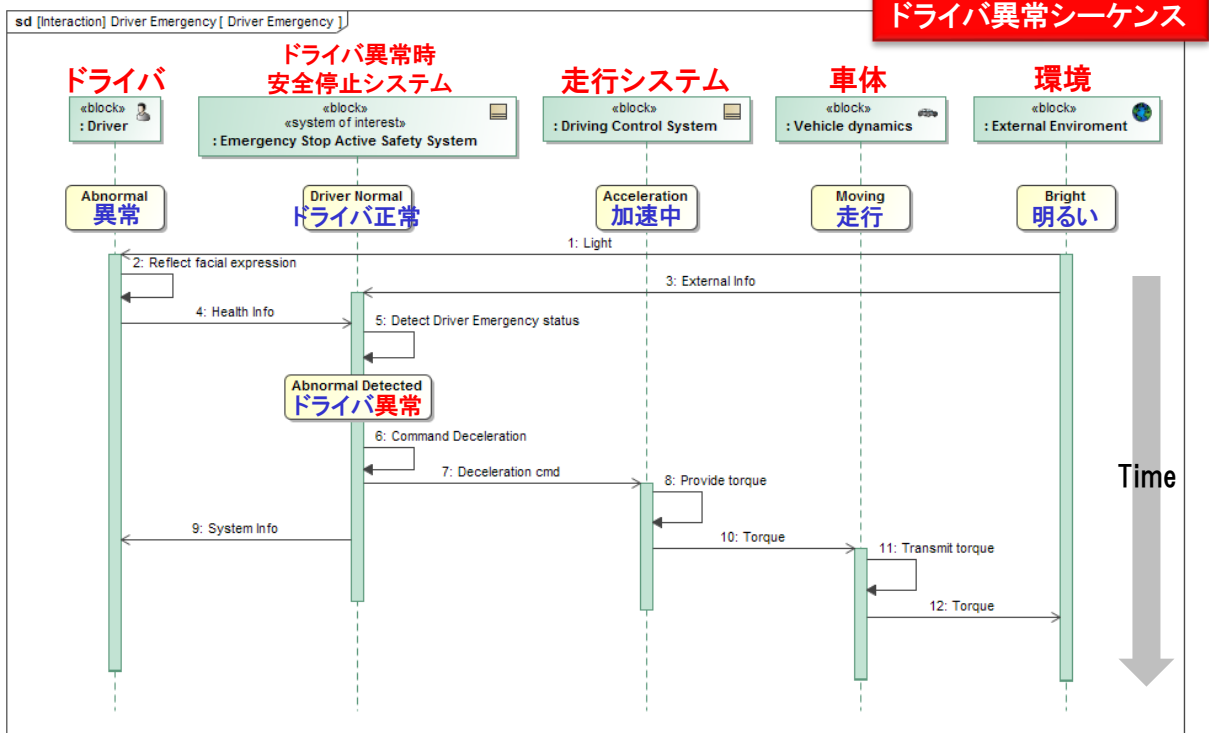 ドライバ異常シーケンス
sd [Interaction] Driver Emergency [ Driver Emergency ]
ドライバ
«block»
: Driver
ドライバ異常時
安全停止システム
«block»
«system of interest»
: Emergency Stop Active Safety System
走行システム
«block»
: Driving Control System
車体
«block»
: Vehicle dynamics
環境
«block»
: External Enviroment
Abnormal
異常
Driver Normal
ドライバ正常
Acceleration
加速中
Moving
走行
Bright
明るい
1: Light
2: Reflect facial expression
3: External Info
4: Health Info
5: Detect Driver Emergency status
Abnormal Detected
ドライバ異常
6: Command Deceleration
7: Deceleration cmd
8: Provide torque
Time
9: System Info
10: Torque
11: Transmit torque
12: Torque